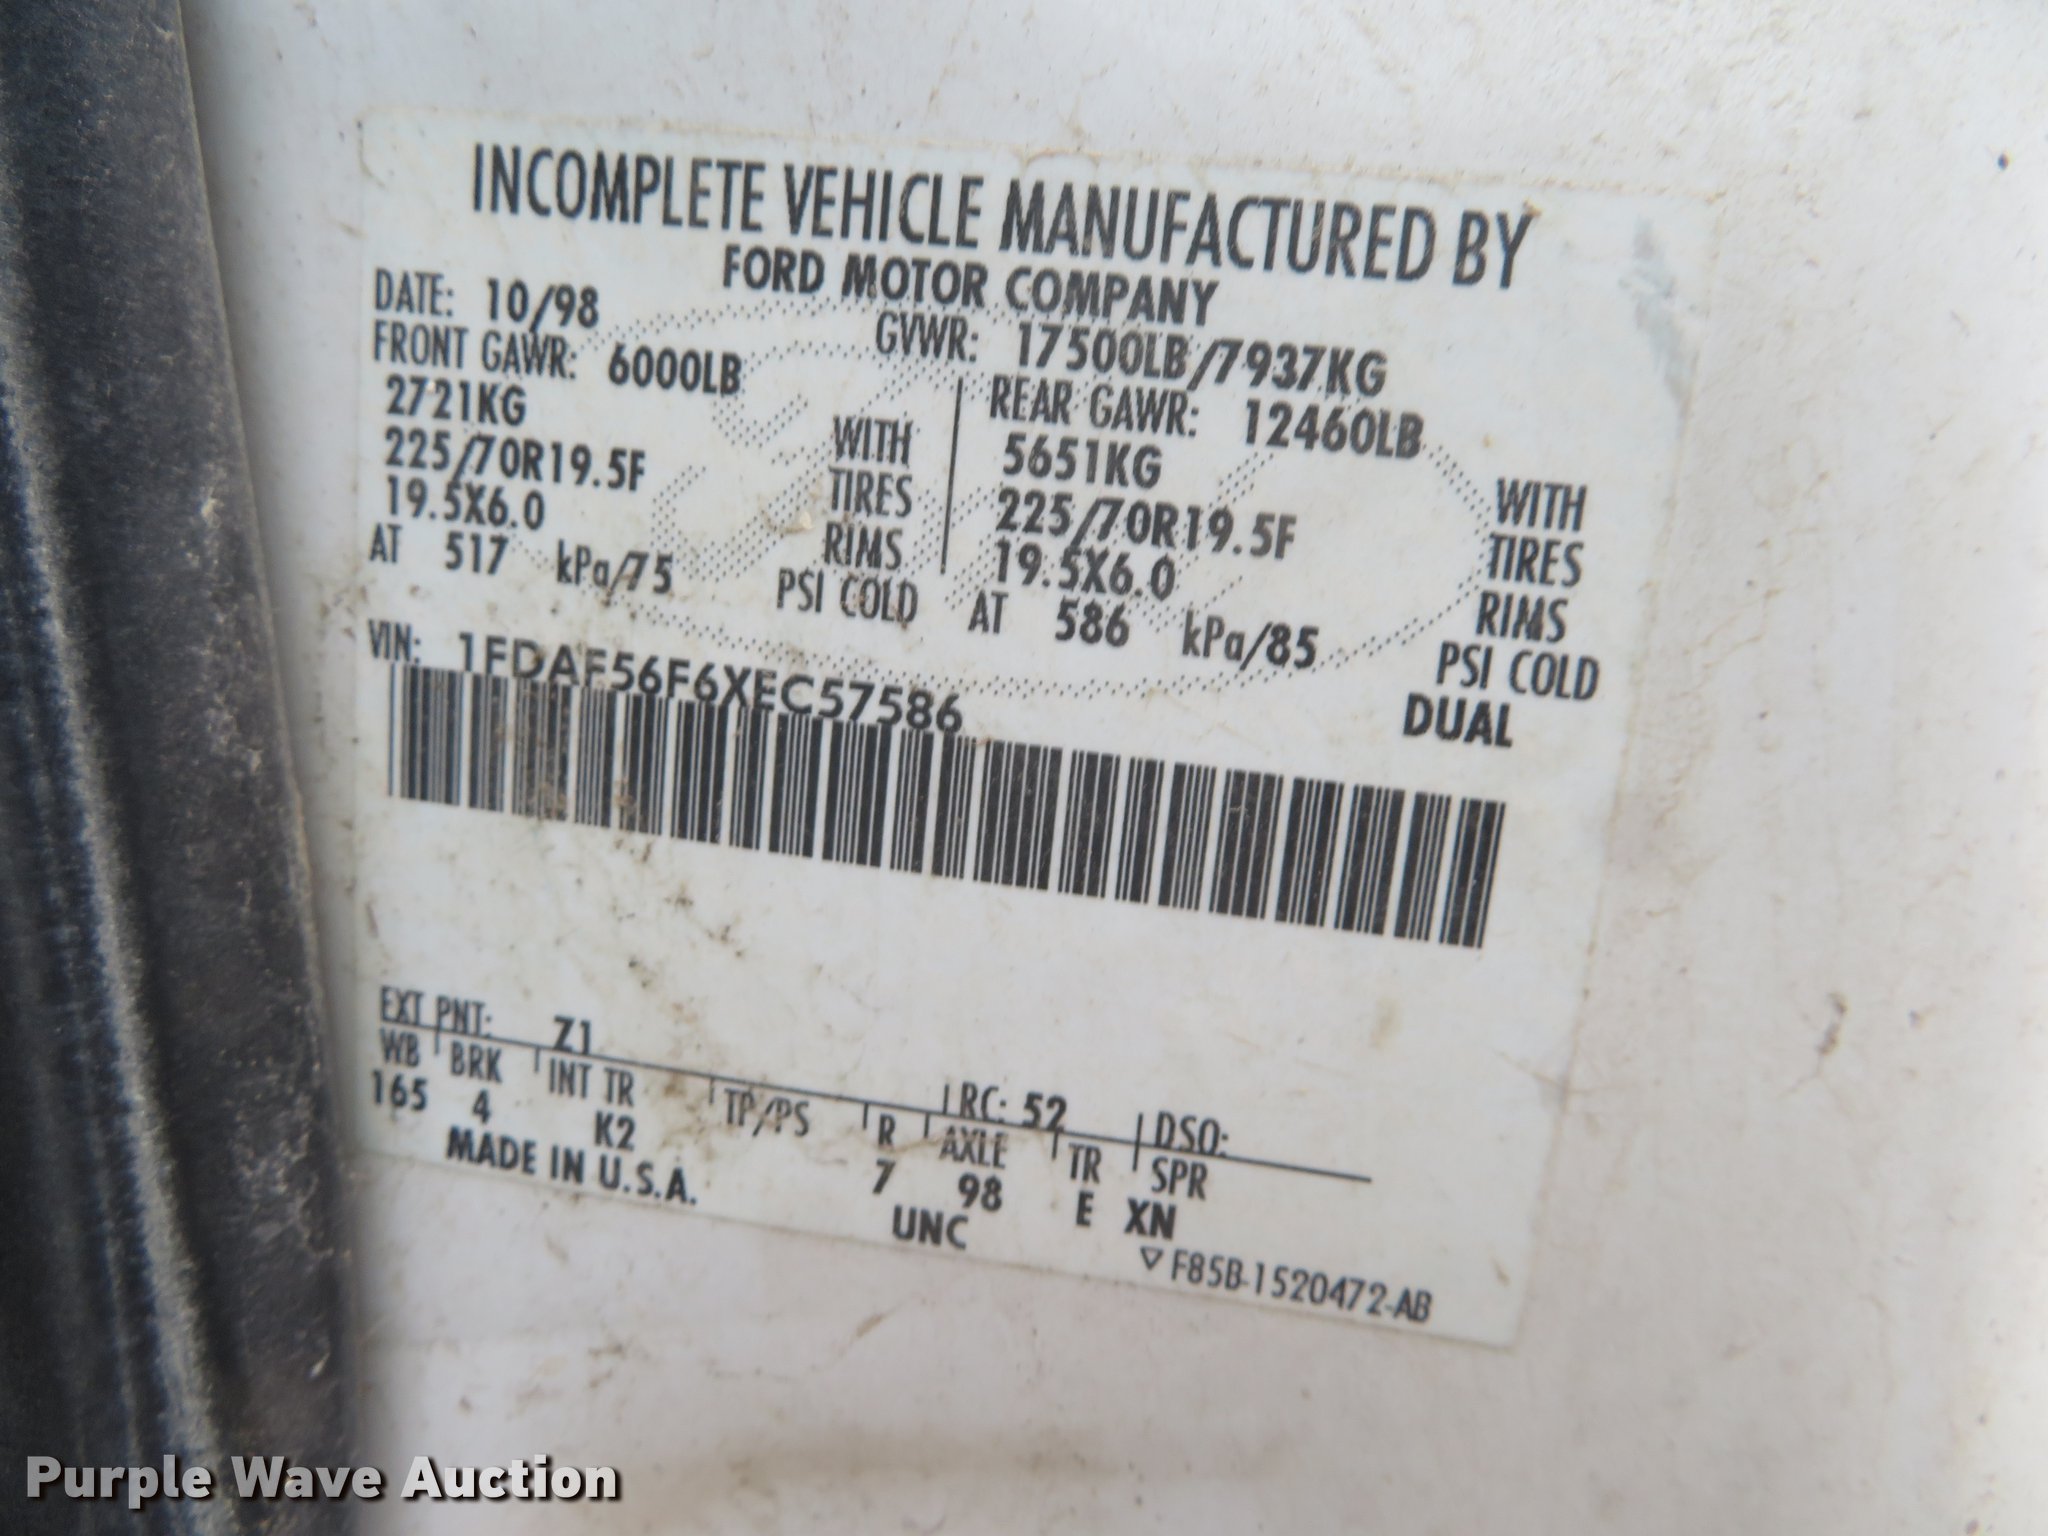 INCOMPLETE VEHICLE MANUFACTURED BY
FORD MOTOR COMPANY
DATE: 10/98 GVWR: 17500LB/7937KG
FRONT GAWR: 6000LB REAR GAWR: 12460LB
2721KG WITH 5651KG WITH
225/70R19.5F TIRES 225/70R19.5F TIRES
19.5X6.0 RIMS 19.5X6.0 RIMS
AT 517 kPa/75 PSI COLD AT 586 kPa/85 PSI COLD
DUAL
VIN: 1FDAF56F6XEC57586
EXT PNT: Z1 RC: 52 DSO:
WB BRK INT TR TP/PS R AXLE TR SPR
165 4 K2 7 98 E XN
MADE IN U.S.A. UNC
▽ F85B-1520472-AB
Purple Wave Auction